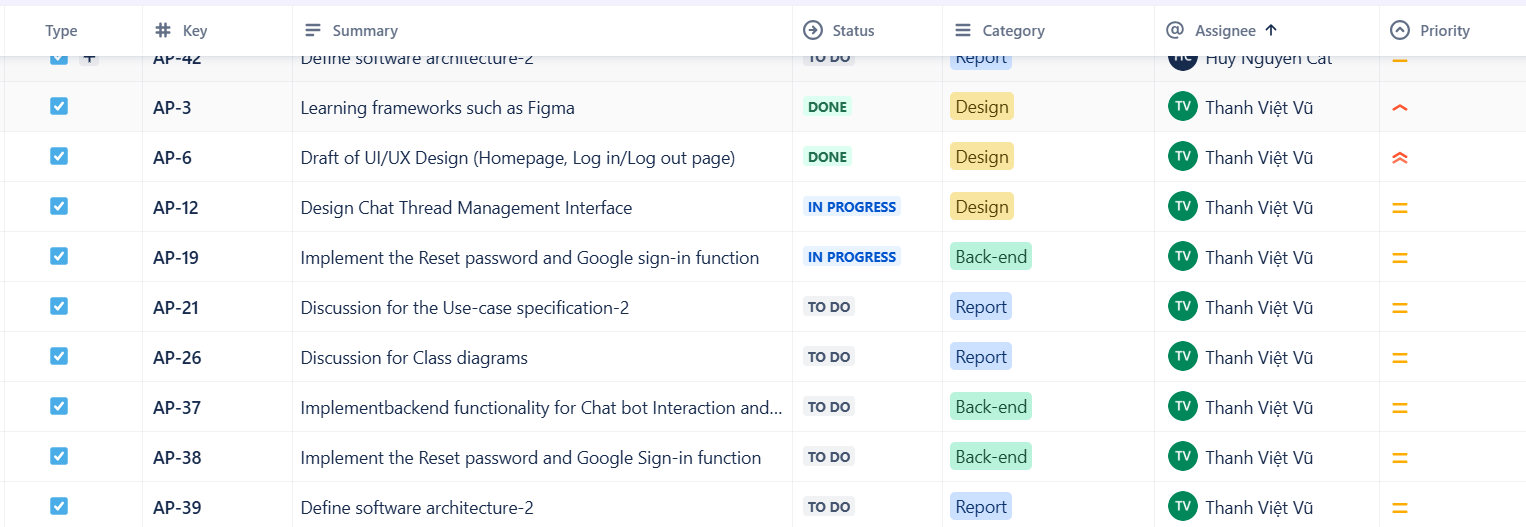 Type Key Summary Status Category Assignee Priority
AP-42 Define software architecture-2 TO DO Report HC Huy Nguyen Cat
AP-3 Learning frameworks such as Figma DONE Design TV Thanh Việt Vũ
AP-6 Draft of UI/UX Design (Homepage, Log in/Log out page) DONE Design TV Thanh Việt Vũ
AP-12 Design Chat Thread Management Interface IN PROGRESS Design TV Thanh Việt Vũ
AP-19 Implement the Reset password and Google sign-in function IN PROGRESS Back-end TV Thanh Việt Vũ
AP-21 Discussion for the Use-case specification-2 TO DO Report TV Thanh Việt Vũ
AP-26 Discussion for Class diagrams TO DO Report TV Thanh Việt Vũ
AP-37 Implementbackend functionality for Chat bot Interaction and... TO DO Back-end TV Thanh Việt Vũ
AP-38 Implement the Reset password and Google Sign-in function TO DO Back-end TV Thanh Việt Vũ
AP-39 Define software architecture-2 TO DO Report TV Thanh Việt Vũ